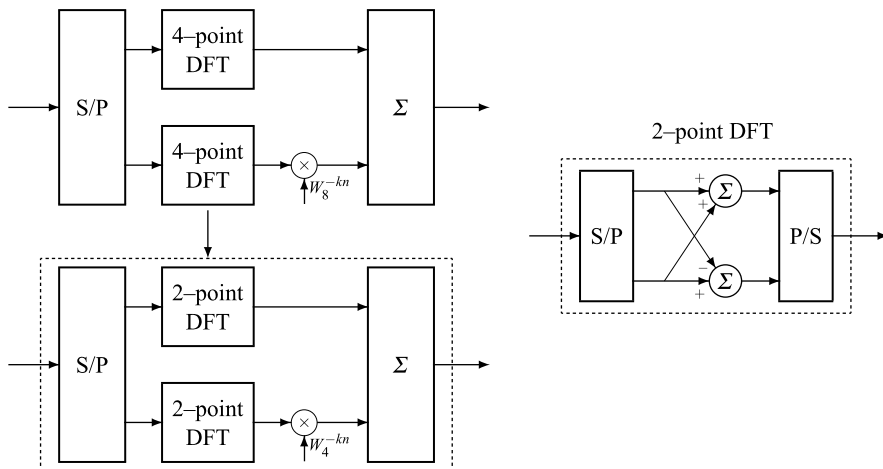 4–point
DFT
S/P
Σ
4–point
DFT
×
W₈⁻ᵏⁿ
2–point DFT
S/P
+
+
Σ
−
+
Σ
P/S
2–point
DFT
S/P
Σ
2–point
DFT
×
W₄⁻ᵏⁿ